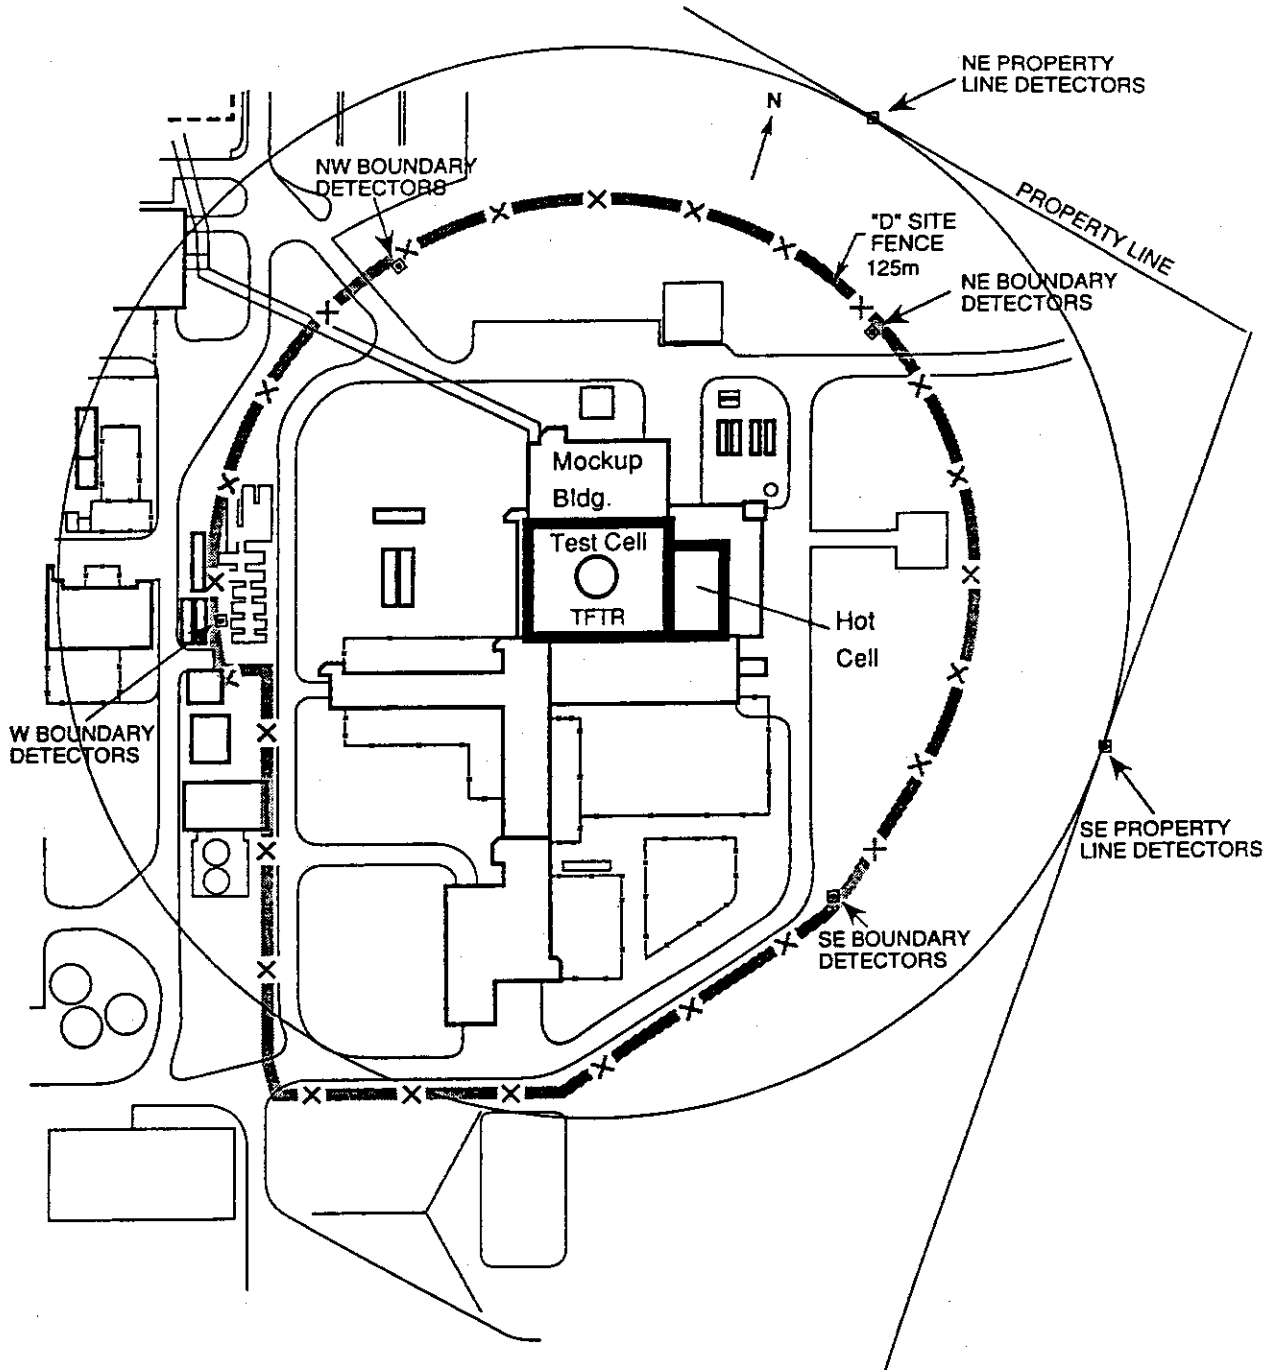 NE PROPERTY
LINE DETECTORS
N
NW BOUNDARY
DETECTORS
PROPERTY LINE
"D" SITE
FENCE
125m
NE BOUNDARY
DETECTORS
Mockup
Bldg.
Test Cell
TFTR
Hot
Cell
W BOUNDARY
DETECTORS
SE PROPERTY
LINE DETECTORS
SE BOUNDARY
DETECTORS